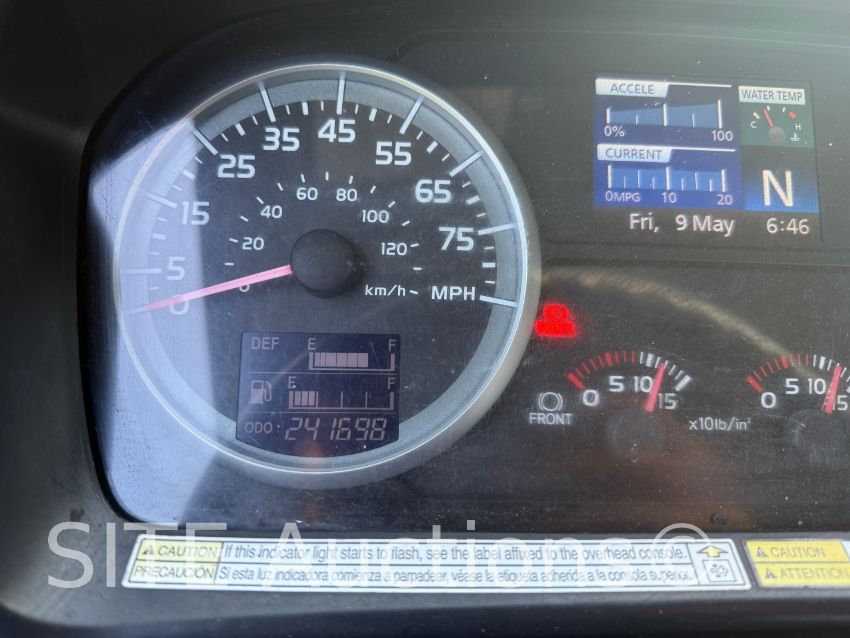 ACCELE
0% 100
WATER TEMP
C H
CURRENT
0MPG 10 20
N
Fri, 9 May 6:46
0 5 15 25 35 45 55 65 75 MPH
0 20 40 60 80 100 120 km/h
DEF E F
E F
ODO 241698
PARK
FRONT
0 5 10 15
x10lb/in²
0 5 10 15
SITE Auctions ©
CAUTION If this indicator light starts to flash, see the label affixed to the overhead console.
PRECAUCIÓN Si esta luz indicadora comienza a parpadear, véase la etiqueta adherida a la consola superior.
CAUTION
ATTENTION